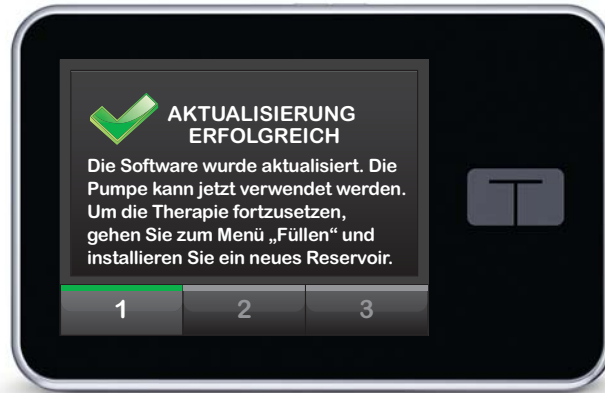 AKTUALISIERUNG
ERFOLGREICH
Die Software wurde aktualisiert. Die
Pumpe kann jetzt verwendet werden.
Um die Therapie fortzusetzen,
gehen Sie zum Menü „Füllen“ und
installieren Sie ein neues Reservoir.
1 2 3